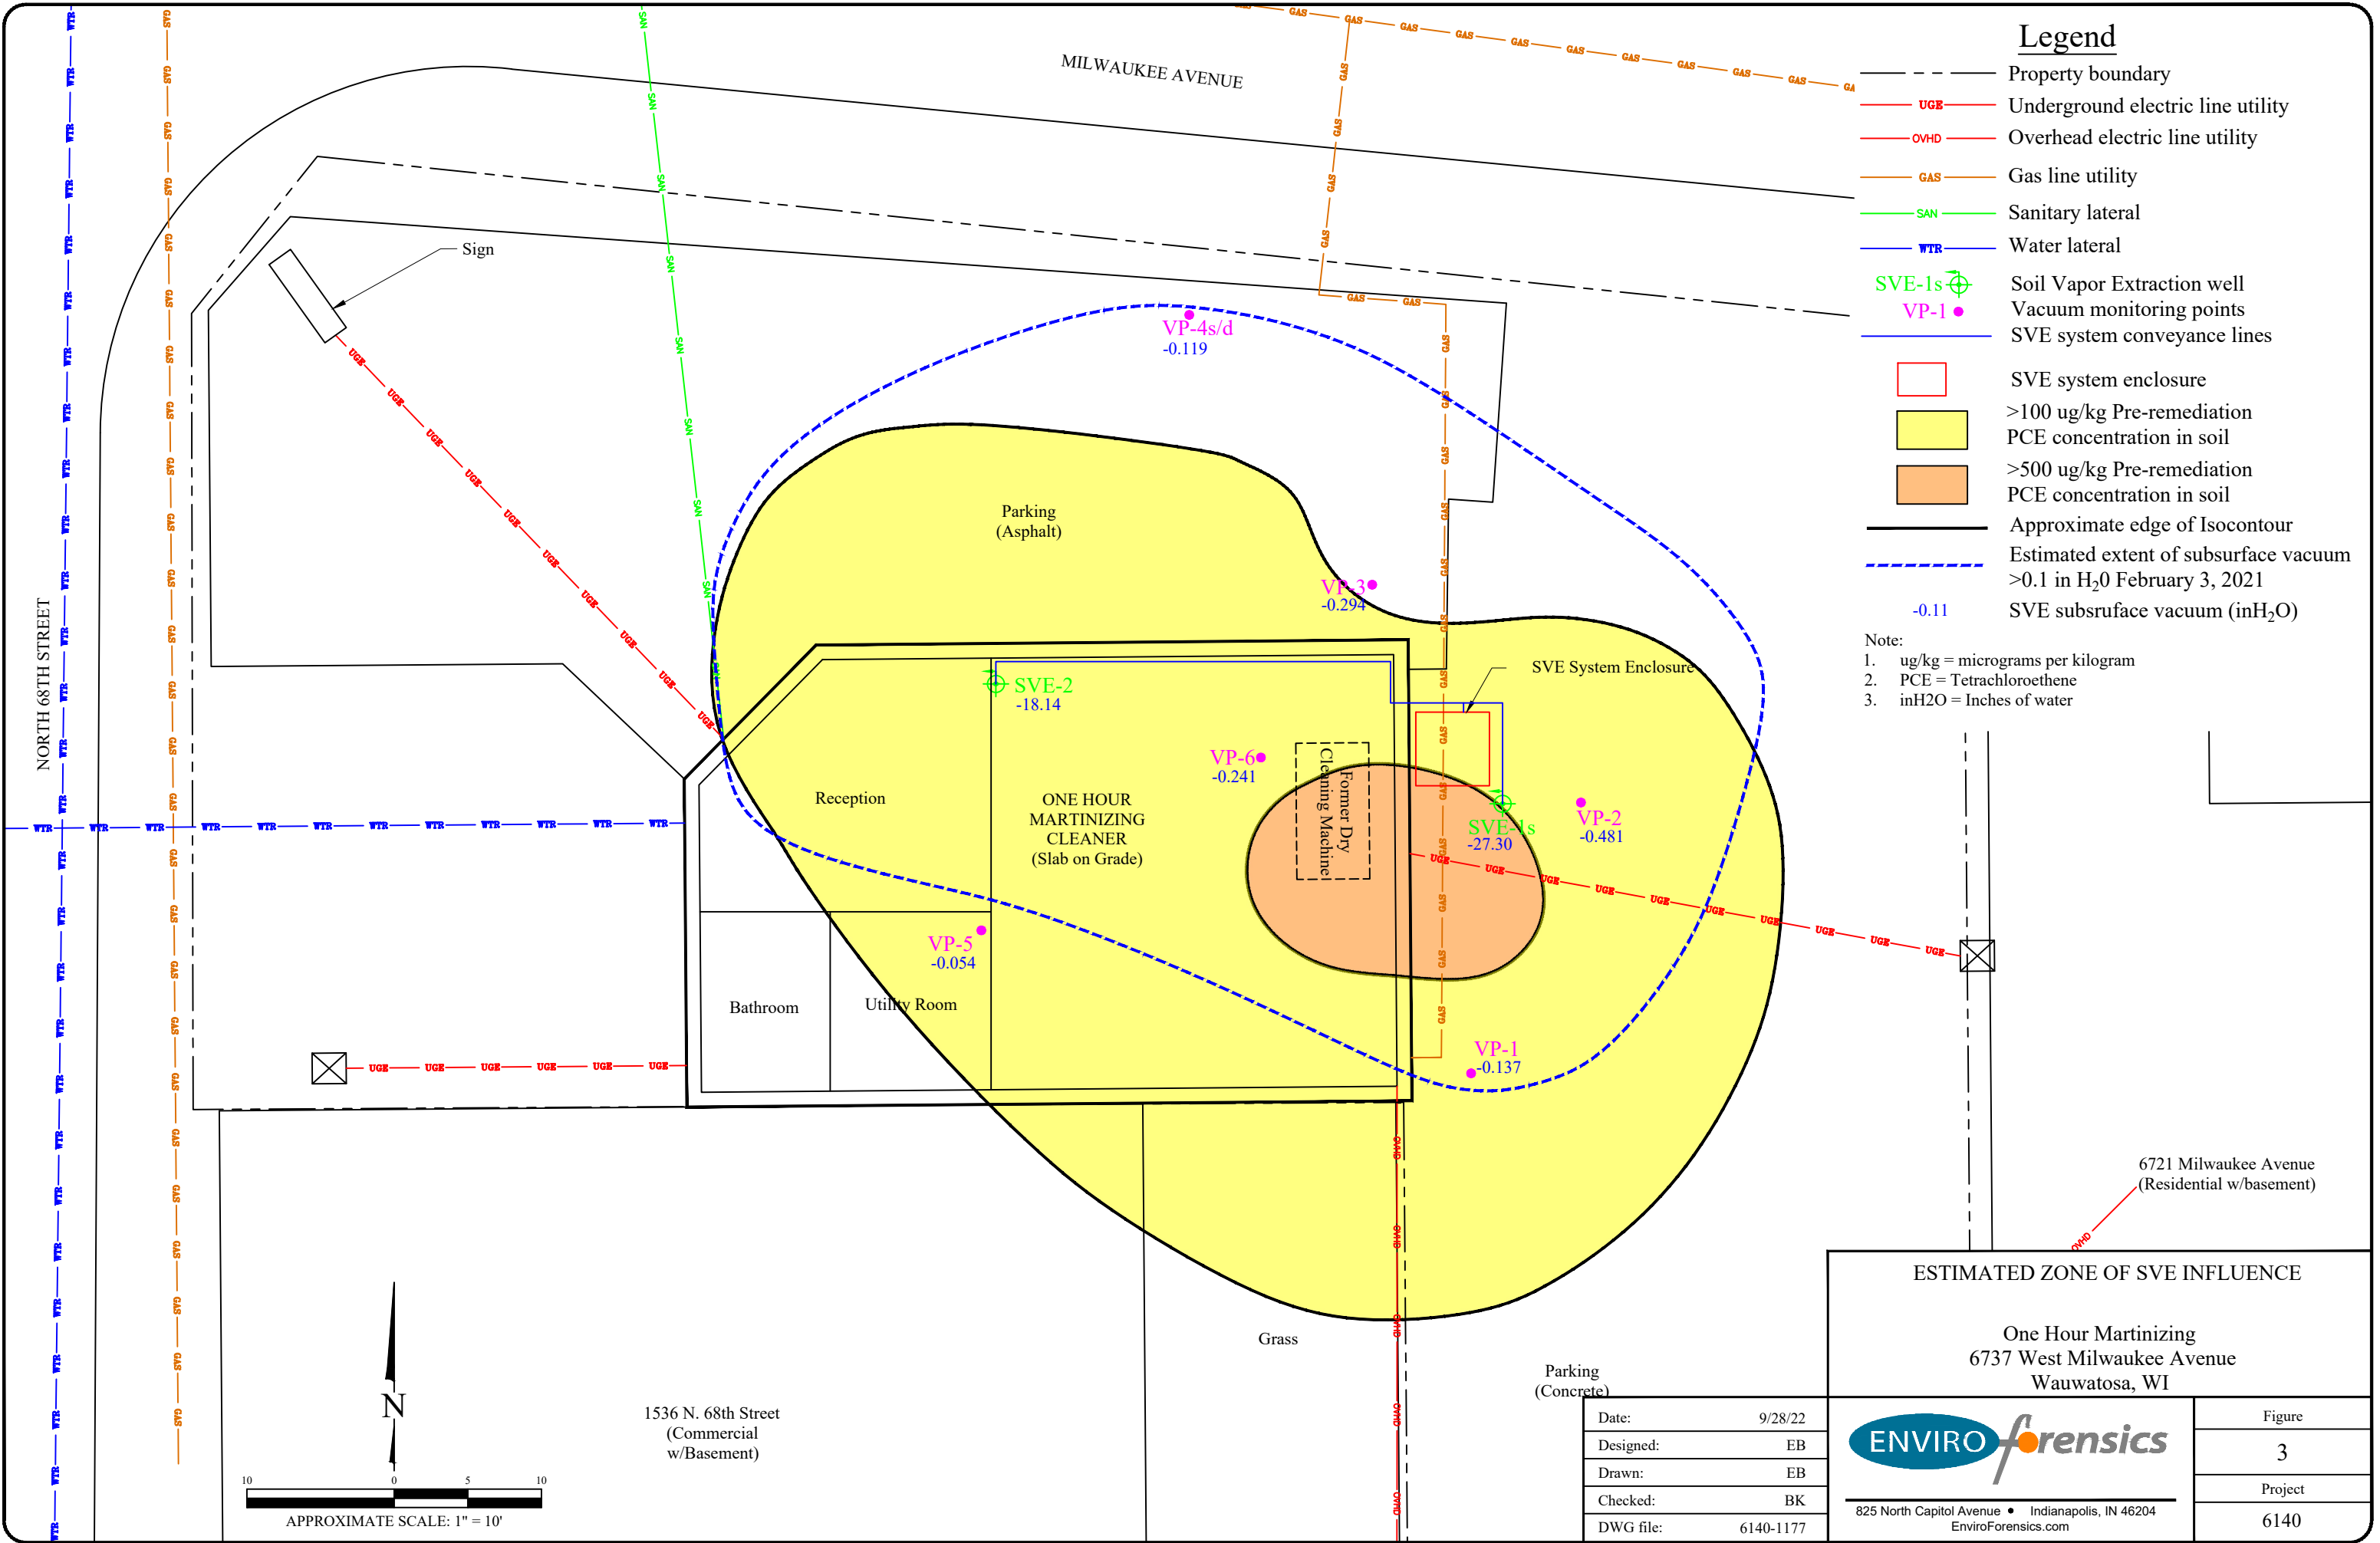 MILWAUKEE AVENUE
NORTH 68TH STREET
Sign
VP-4s/d
-0.119
Parking
(Asphalt)
VP-3
-0.294
SVE System Enclosure
SVE-2
-18.14
VP-6
-0.241
Former Dry
Cleaning Machine
Reception
ONE HOUR
MARTINIZING
CLEANER
(Slab on Grade)
SVE-1s
-27.30
VP-2
-0.481
VP-5
-0.054
Bathroom
Utility Room
VP-1
-0.137
Grass
Parking
(Concrete)
1536 N. 68th Street
(Commercial
w/Basement)
6721 Milwaukee Avenue
(Residential w/basement)
OVHD
WTR
GAS
SAN
UGE
N
10 0 5 10
APPROXIMATE SCALE: 1" = 10'
Legend
Property boundary
UGE Underground electric line utility
OVHD Overhead electric line utility
GAS Gas line utility
SAN Sanitary lateral
WTR Water lateral
SVE-1s Soil Vapor Extraction well
VP-1 Vacuum monitoring points
SVE system conveyance lines
SVE system enclosure
>100 ug/kg Pre-remediation
PCE concentration in soil
>500 ug/kg Pre-remediation
PCE concentration in soil
Approximate edge of Isocontour
Estimated extent of subsurface vacuum
>0.1 in H20 February 3, 2021
-0.11 SVE subsruface vacuum (inH2O)
Note:
1. ug/kg = micrograms per kilogram
2. PCE = Tetrachloroethene
3. inH2O = Inches of water
ESTIMATED ZONE OF SVE INFLUENCE
One Hour Martinizing
6737 West Milwaukee Avenue
Wauwatosa, WI
Date: 9/28/22
Designed: EB
Drawn: EB
Checked: BK
DWG file: 6140-1177
ENVIROforensics
825 North Capitol Avenue • Indianapolis, IN 46204
EnviroForensics.com
Figure
3
Project
6140